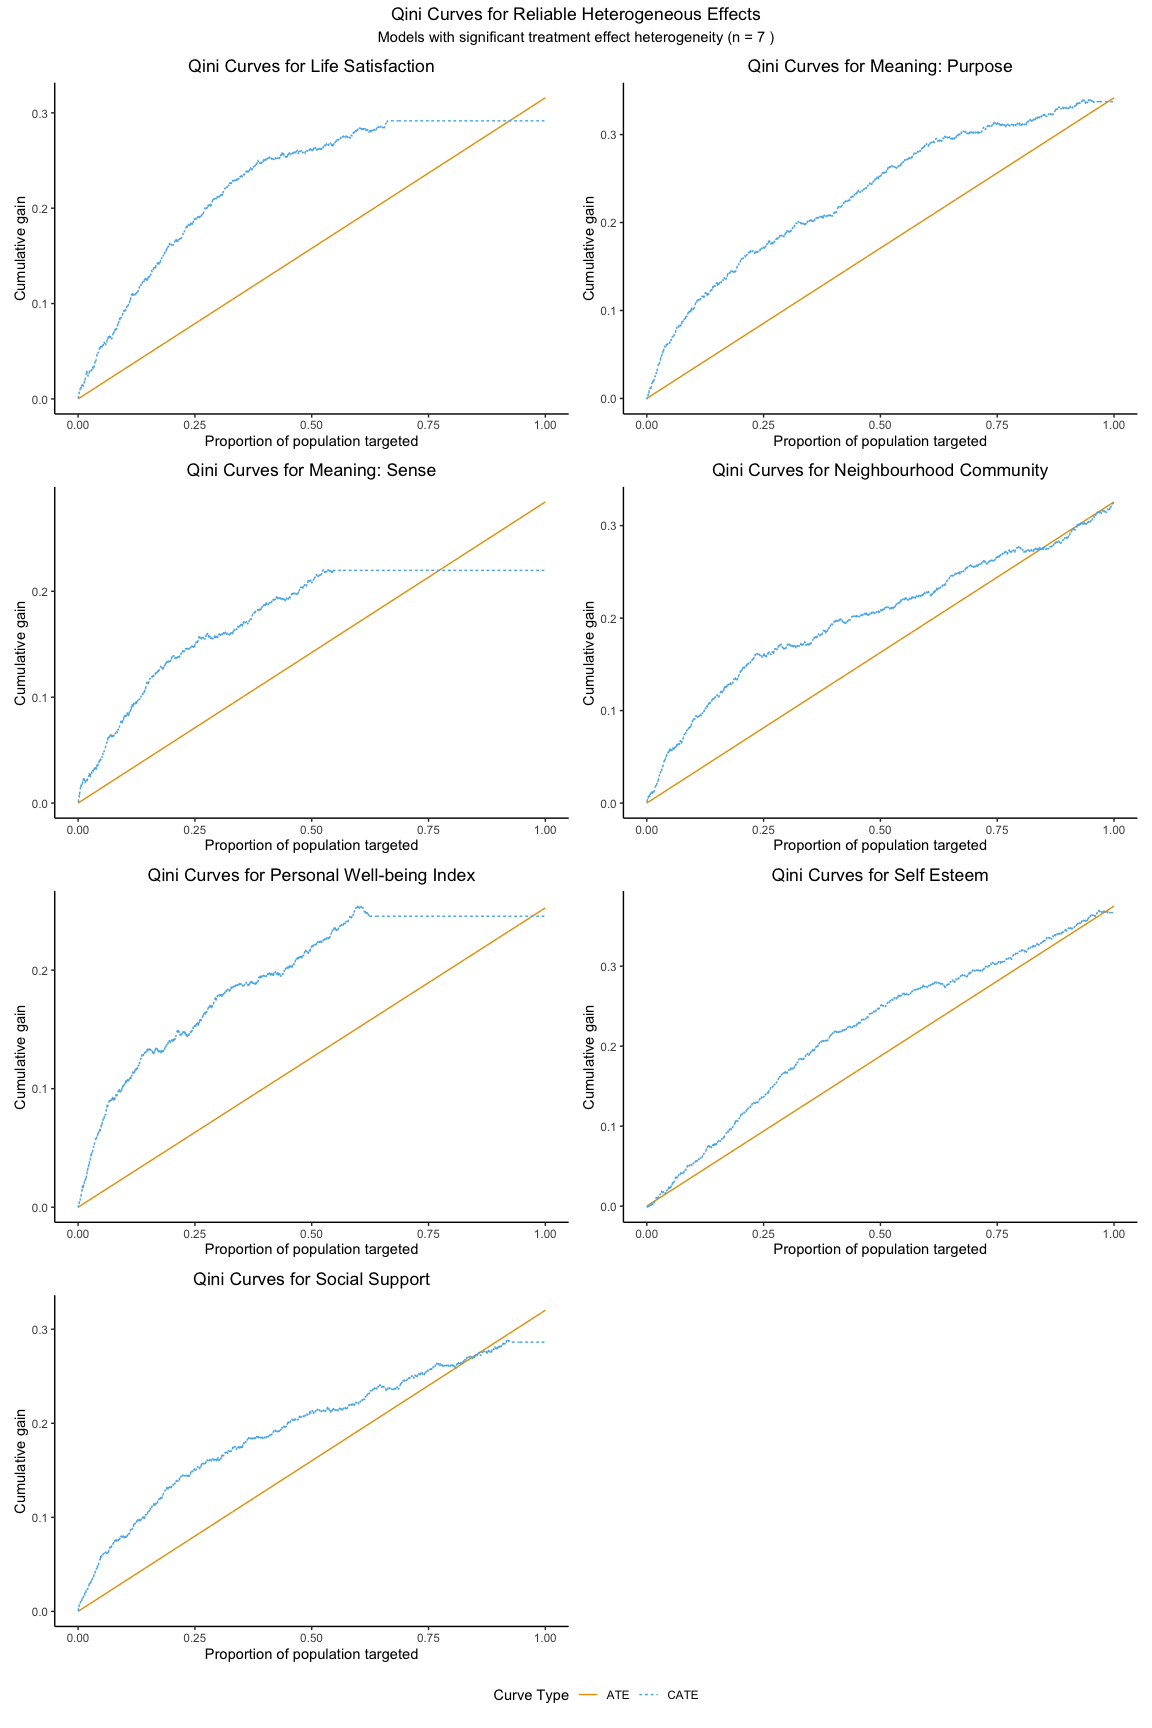 Qini Curves for Reliable Heterogeneous Effects
Models with significant treatment effect heterogeneity (n = 7 )
Qini Curves for Life Satisfaction
Cumulative gain
0.3
0.2
0.1
0.0
0.00 0.25 0.50 0.75 1.00
Proportion of population targeted
Qini Curves for Meaning: Purpose
Cumulative gain
0.3
0.2
0.1
0.0
0.00 0.25 0.50 0.75 1.00
Proportion of population targeted
Qini Curves for Meaning: Sense
Cumulative gain
0.2
0.1
0.0
0.00 0.25 0.50 0.75 1.00
Proportion of population targeted
Qini Curves for Neighbourhood Community
Cumulative gain
0.3
0.2
0.1
0.0
0.00 0.25 0.50 0.75 1.00
Proportion of population targeted
Qini Curves for Personal Well-being Index
Cumulative gain
0.2
0.1
0.0
0.00 0.25 0.50 0.75 1.00
Proportion of population targeted
Qini Curves for Self Esteem
Cumulative gain
0.3
0.2
0.1
0.0
0.00 0.25 0.50 0.75 1.00
Proportion of population targeted
Qini Curves for Social Support
Cumulative gain
0.3
0.2
0.1
0.0
0.00 0.25 0.50 0.75 1.00
Proportion of population targeted
Curve Type ATE CATE